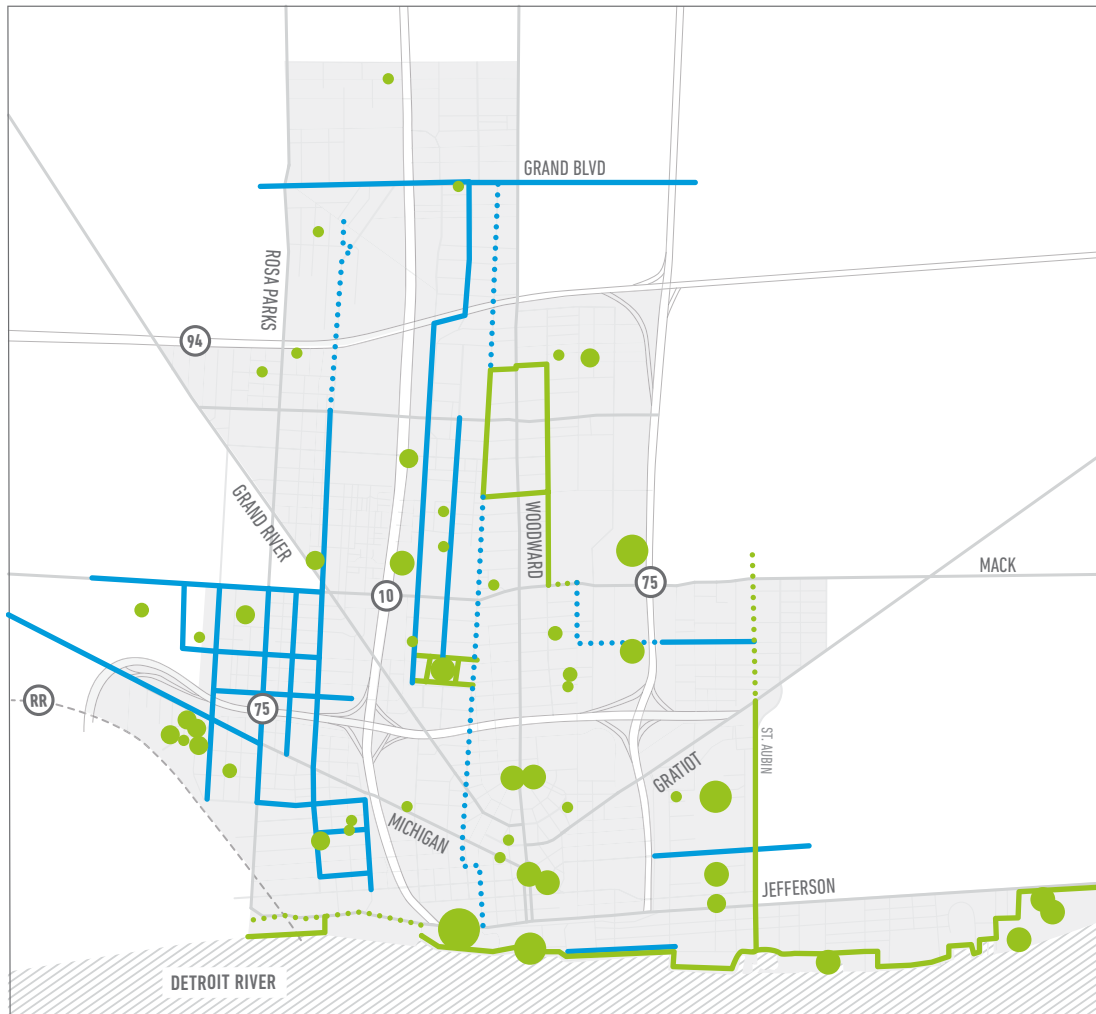 GRAND BLVD
ROSA PARKS
94
GRAND RIVER
WOODWARD
MACK
10
75
RR
75
ST. AUBIN
GRATIOT
MICHIGAN
JEFFERSON
DETROIT RIVER